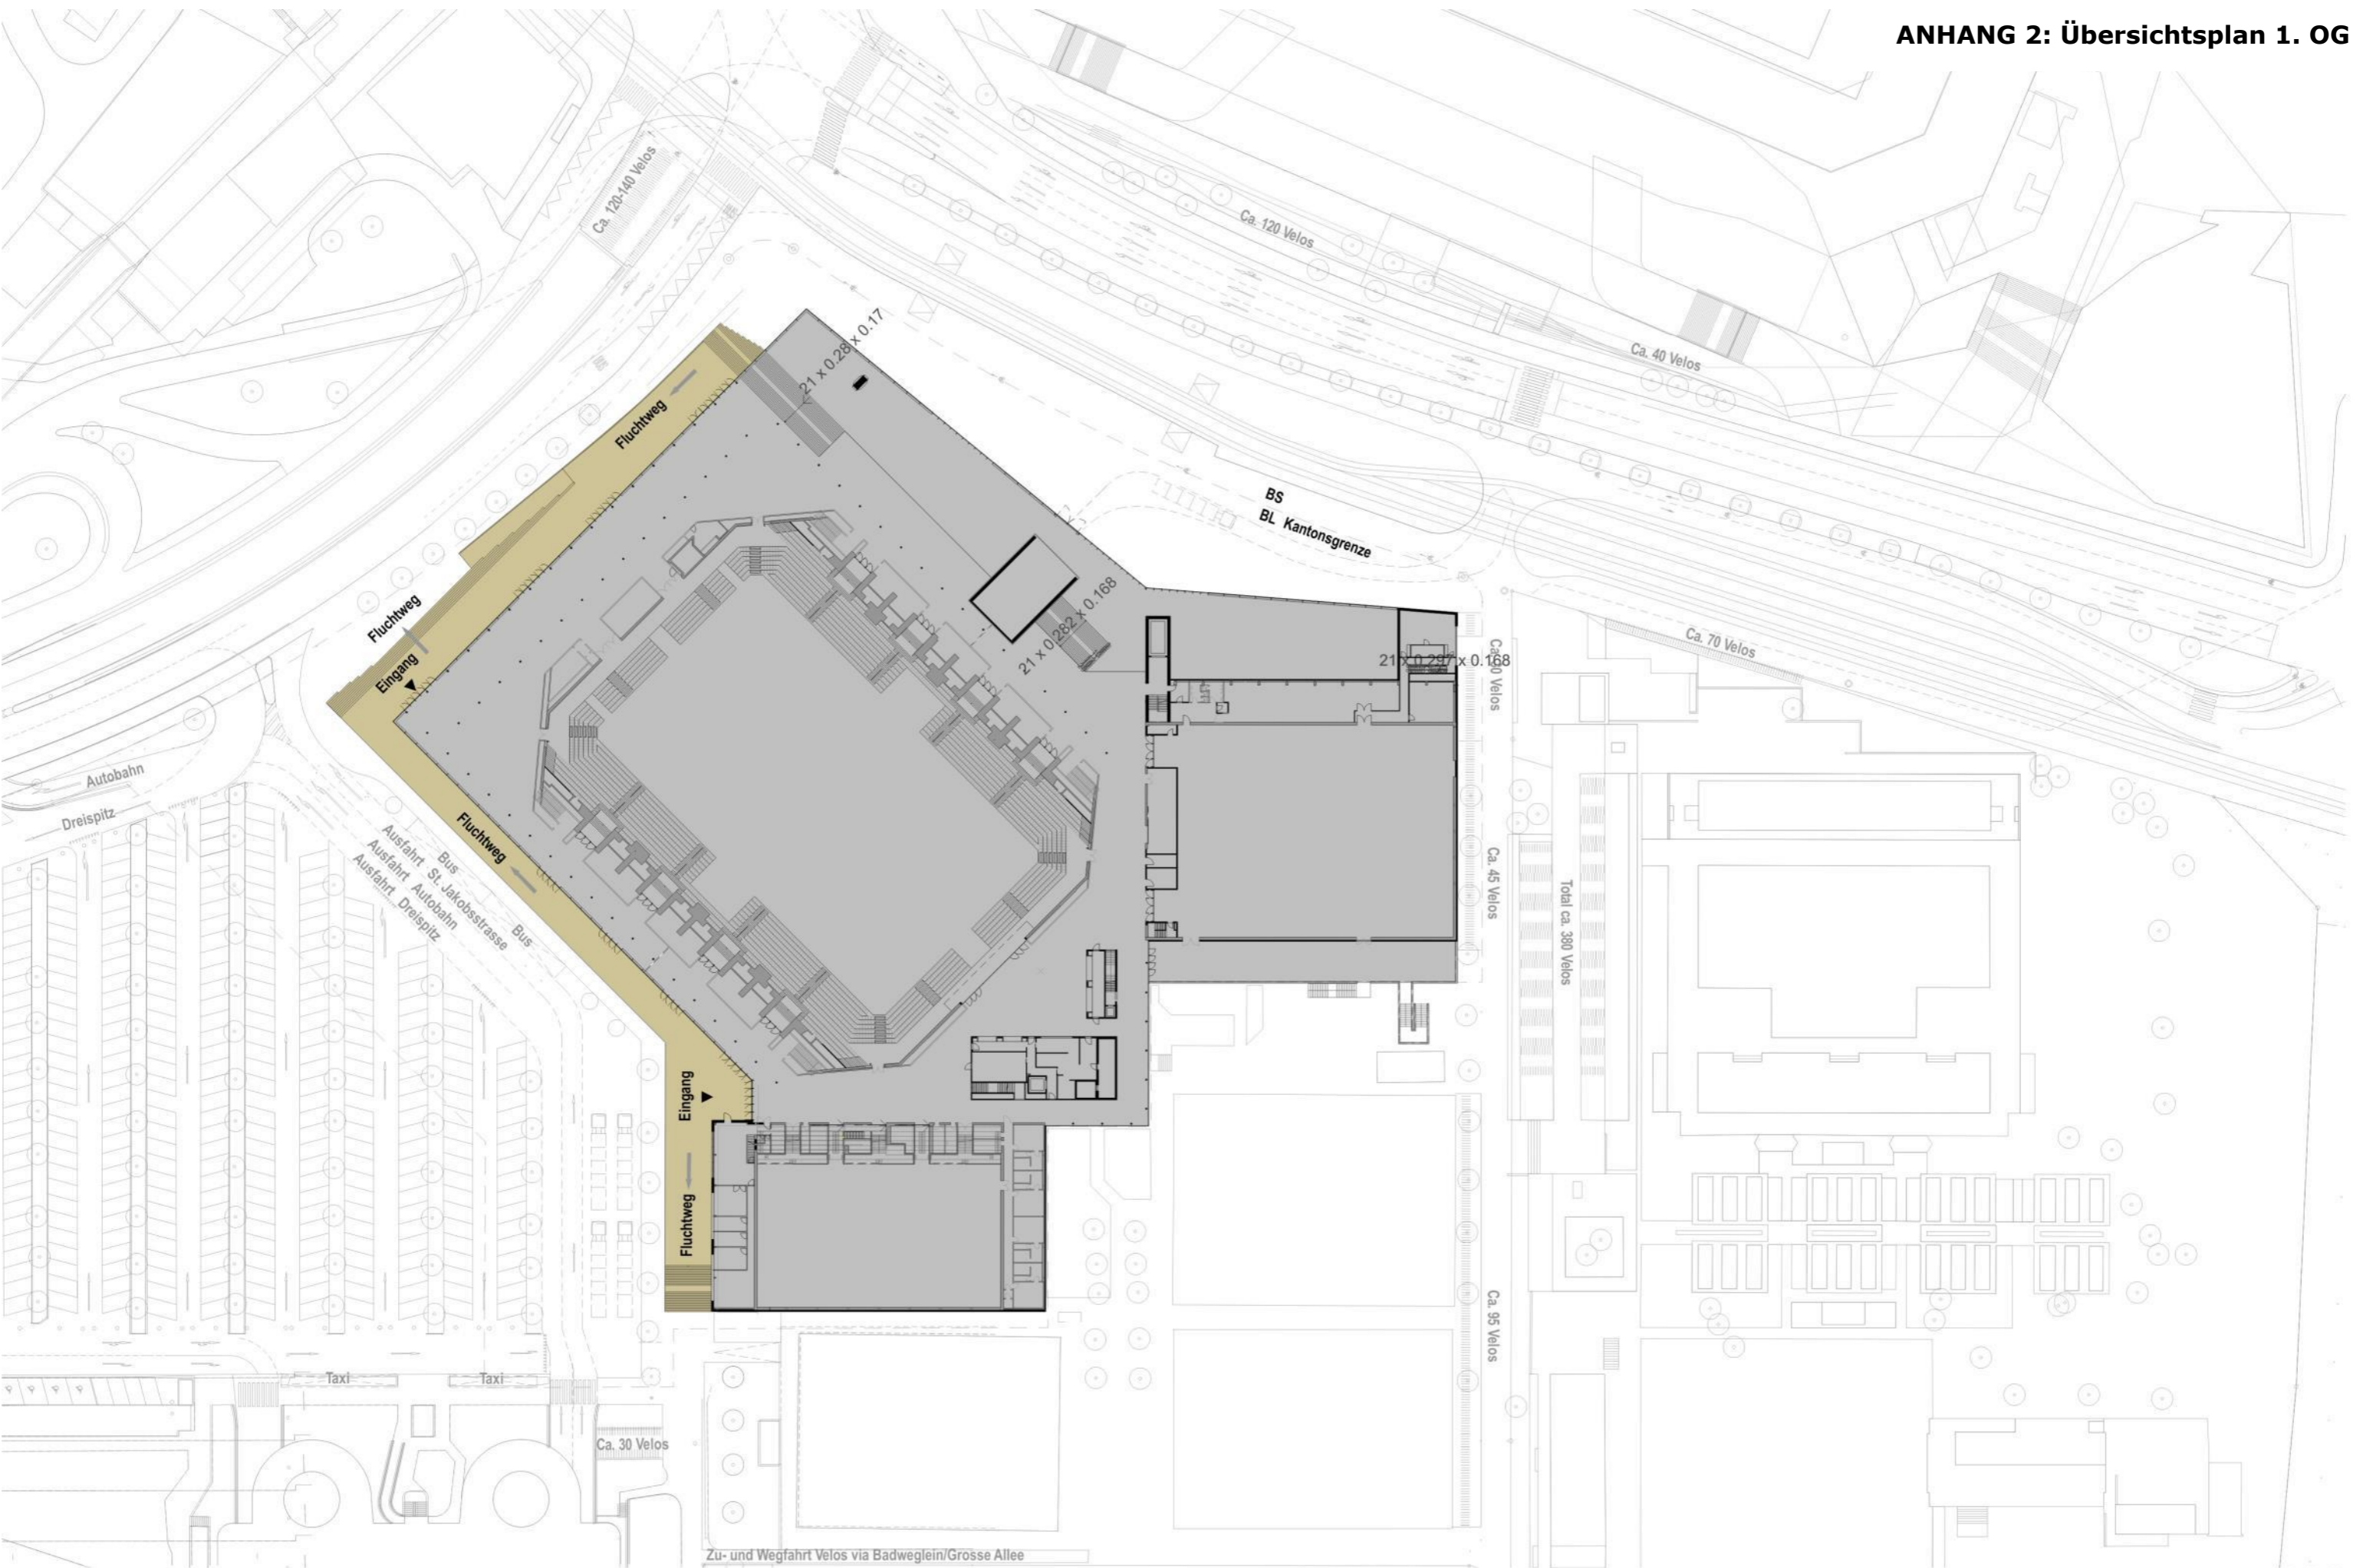 ANHANG 2: Übersichtsplan 1. OG
Ca. 120-140 Velos
Ca. 120 Velos
Ca. 40 Velos
21 x 0.28 x 0.17
Fluchtweg
BS
BL Kantonsgrenze
Fluchtweg
Eingang
21 x 0.282 x 0.168
21 x 0.297 x 0.168
Ca. 70 Velos
Autobahn
Dreispitz
Fluchtweg
Bus
Ausfahrt St. Jakobsstrasse
Ausfahrt Autobahn
Ausfahrt Dreispitz
Bus
Ca. 45 Velos
Total ca. 380 Velos
Eingang
Fluchtweg
Ca. 95 Velos
Taxi
Taxi
Ca. 30 Velos
Zu- und Wegfahrt Velos via Badweglein/Grosse Allee